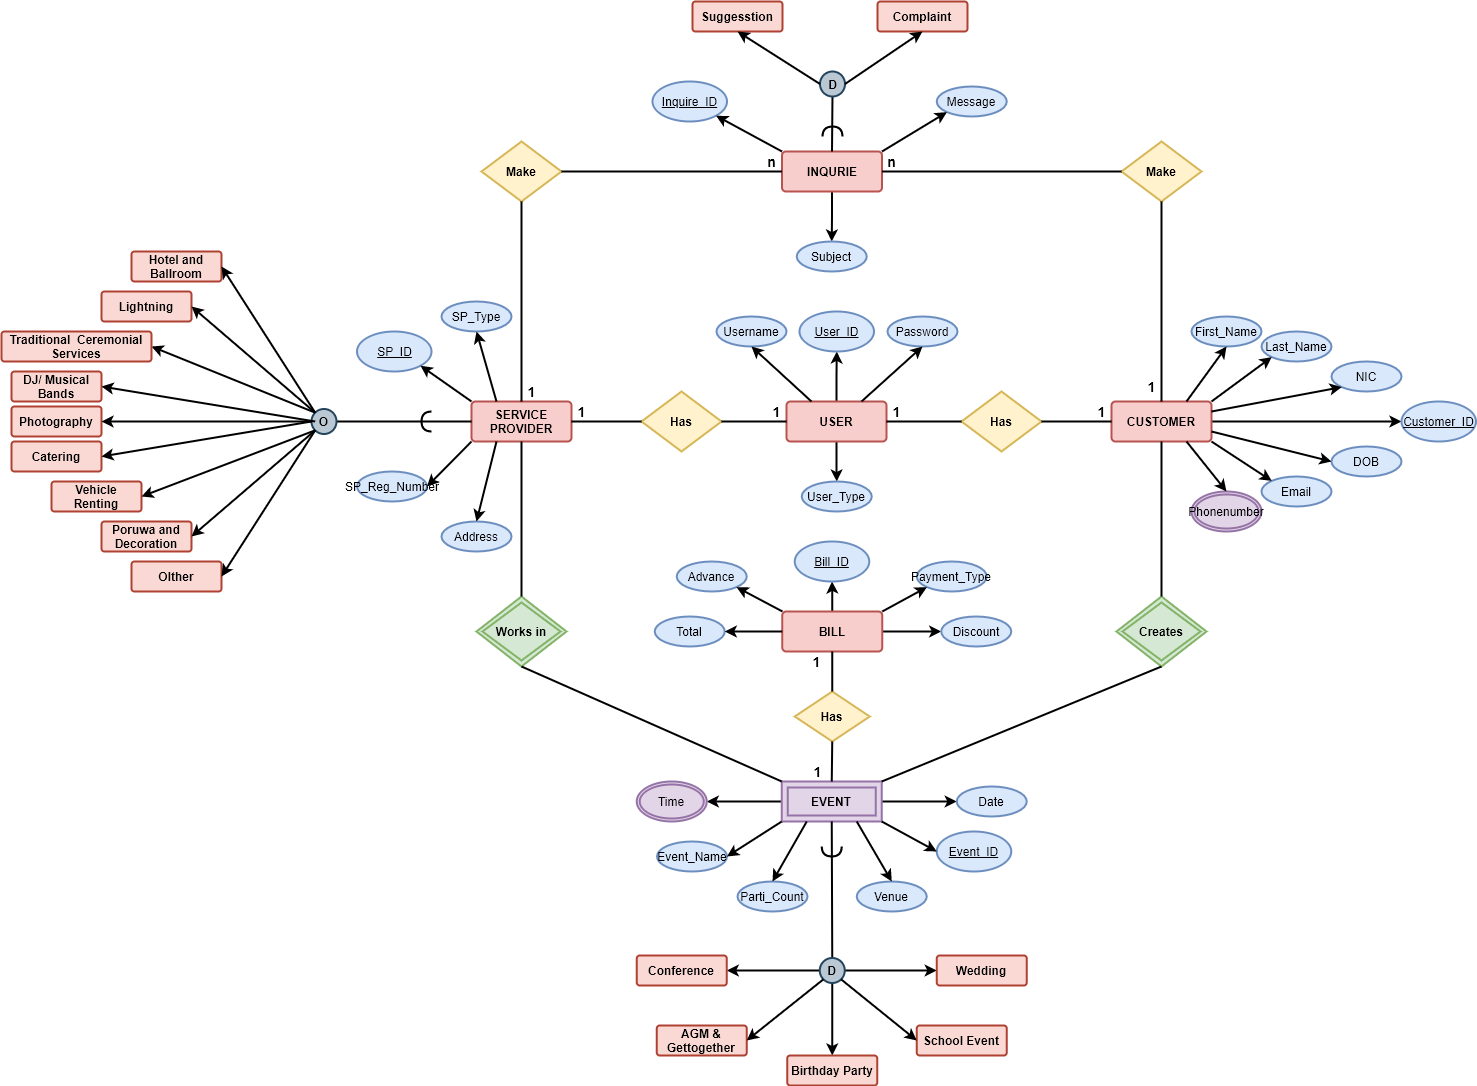 Suggesstion
Complaint
D
Inquire_ID
Message
n
n
Make
INQURIE
Make
Subject
Hotel and
Ballroom
Lightning
Traditional Ceremonial
Services
DJ/ Musical
Bands
Photography
Catering
Vehicle
Renting
Poruwa and
Decoration
Olther
O
SP_Type
SP_ID
1
SERVICE
PROVIDER
1
SP_Reg_Number
Address
Has
Username
User_ID
Password
1
USER
1
User_Type
Has
First_Name
Last_Name
NIC
1
1
CUSTOMER
Customer_ID
DOB
Email
Phonenumber
Advance
Bill_ID
Payment_Type
Total
BILL
Discount
1
Works in
Creates
Has
1
Time
EVENT
Date
Event_Name
Event_ID
Parti_Count
Venue
Conference
D
Wedding
AGM &
Gettogether
School Event
Birthday Party